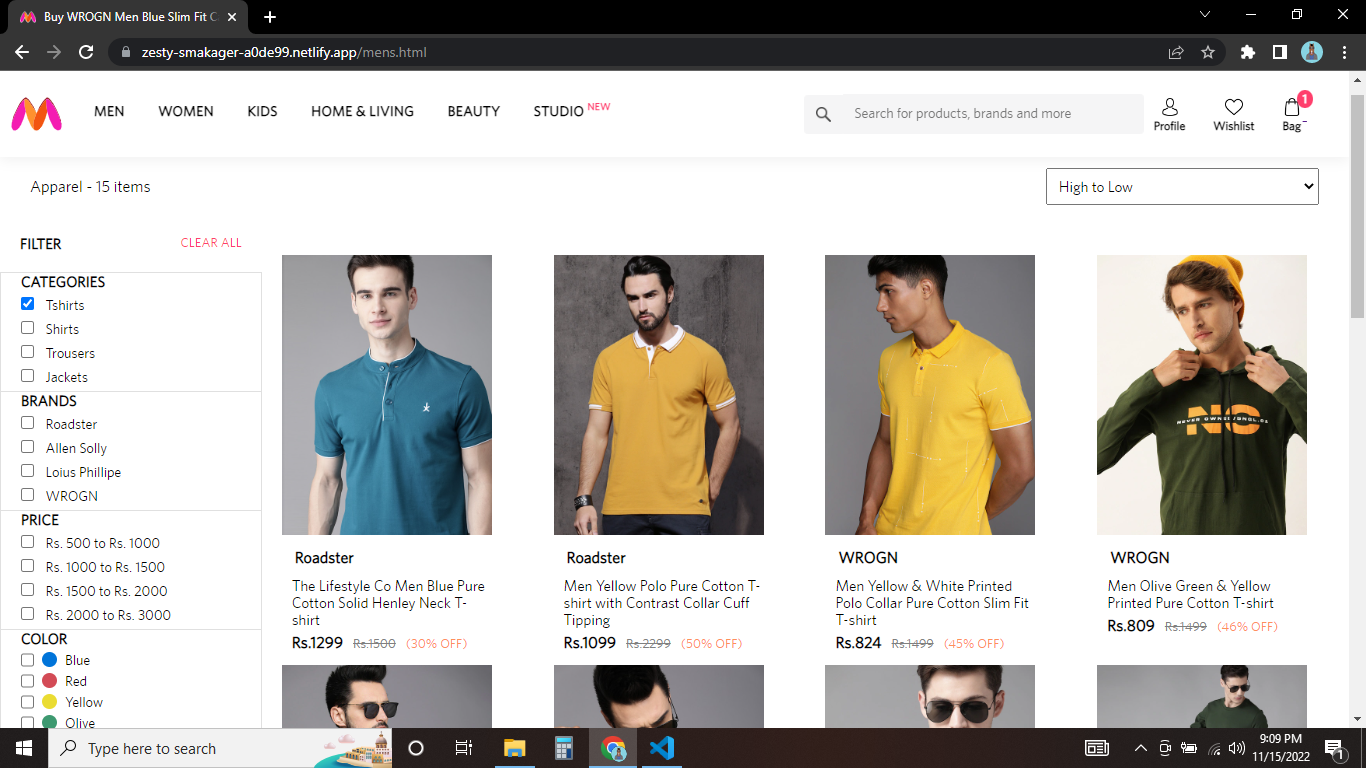 Buy WROGN Men Blue Slim Fit C
zesty-smakager-a0de99.netlify.app/mens.html
MEN
WOMEN
KIDS
HOME & LIVING
BEAUTY
STUDIO NEW
Search for products, brands and more
Profile
Wishlist
1
Bag
Apparel - 15 items
High to Low
FILTER
CLEAR ALL
CATEGORIES
Tshirts
Shirts
Trousers
Jackets
BRANDS
Roadster
Allen Solly
Loius Phillipe
WROGN
PRICE
Rs. 500 to Rs. 1000
Rs. 1000 to Rs. 1500
Rs. 1500 to Rs. 2000
Rs. 2000 to Rs. 3000
COLOR
Blue
Red
Yellow
Olive
Roadster
The Lifestyle Co Men Blue Pure
Cotton Solid Henley Neck T-
shirt
Rs.1299 Rs.1500 (30% OFF)
Roadster
Men Yellow Polo Pure Cotton T-
shirt with Contrast Collar Cuff
Tipping
Rs.1099 Rs.2299 (50% OFF)
WROGN
Men Yellow & White Printed
Polo Collar Pure Cotton Slim Fit
T-shirt
Rs.824 Rs.1499 (45% OFF)
NO
WROGN
Men Olive Green & Yellow
Printed Pure Cotton T-shirt
Rs.809 Rs.1499 (46% OFF)
Type here to search
9:09 PM
11/15/2022
1